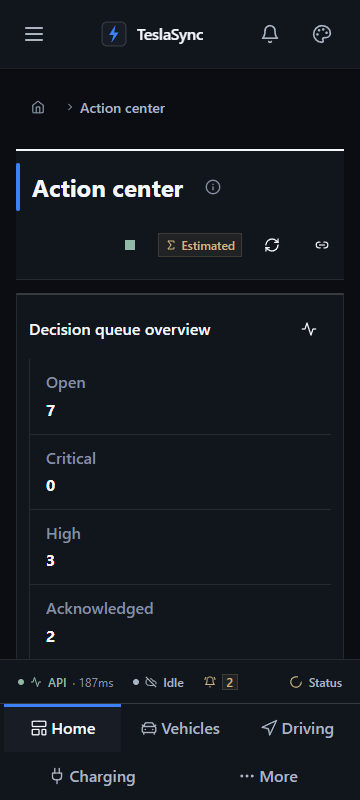 TeslaSync
Action center
Action center
Σ Estimated
Decision queue overview
Open
7
Critical
0
High
3
Acknowledged
2
API · 187ms Idle 2 Status
Home Vehicles Driving
Charging More